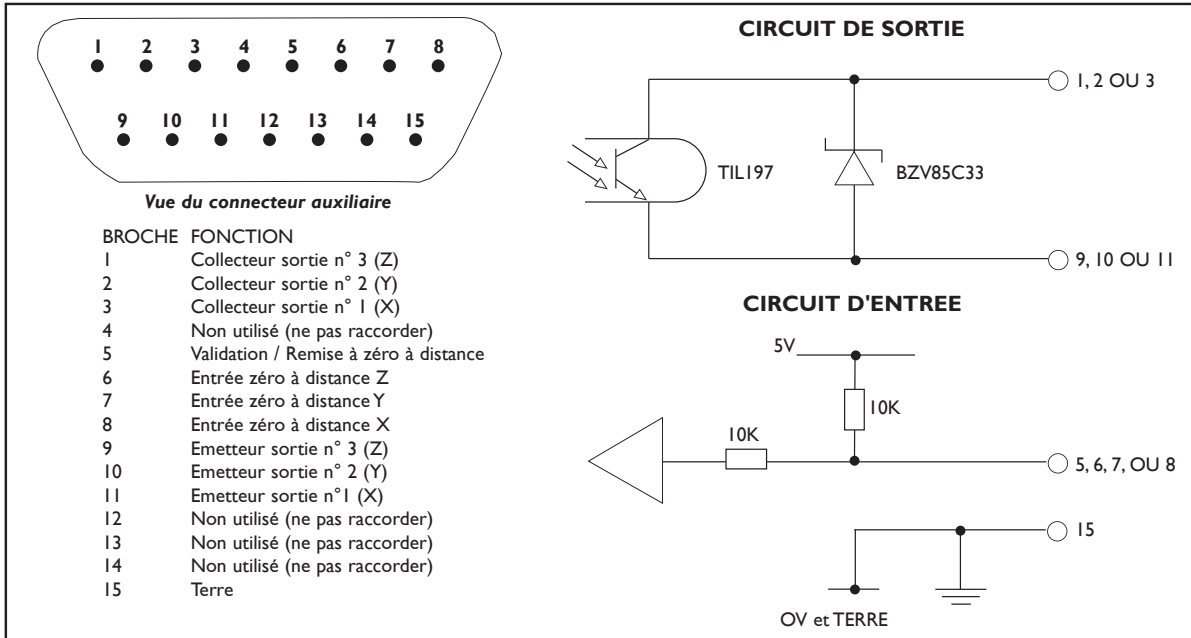 1 2 3 4 5 6 7 8
9 10 11 12 13 14 15
Vue du connecteur auxiliaire
BROCHE FONCTION
1 Collecteur sortie n° 3 (Z)
2 Collecteur sortie n° 2 (Y)
3 Collecteur sortie n° 1 (X)
4 Non utilisé (ne pas raccorder)
5 Validation / Remise à zéro à distance
6 Entrée zéro à distance Z
7 Entrée zéro à distance Y
8 Entrée zéro à distance X
9 Emetteur sortie n° 3 (Z)
10 Emetteur sortie n° 2 (Y)
11 Emetteur sortie n°1 (X)
12 Non utilisé (ne pas raccorder)
13 Non utilisé (ne pas raccorder)
14 Non utilisé (ne pas raccorder)
15 Terre
CIRCUIT DE SORTIE
1, 2 OU 3
TIL197
BZV85C33
9, 10 OU 11
CIRCUIT D'ENTREE
5V
10K
10K
5, 6, 7, OU 8
15
OV et TERRE